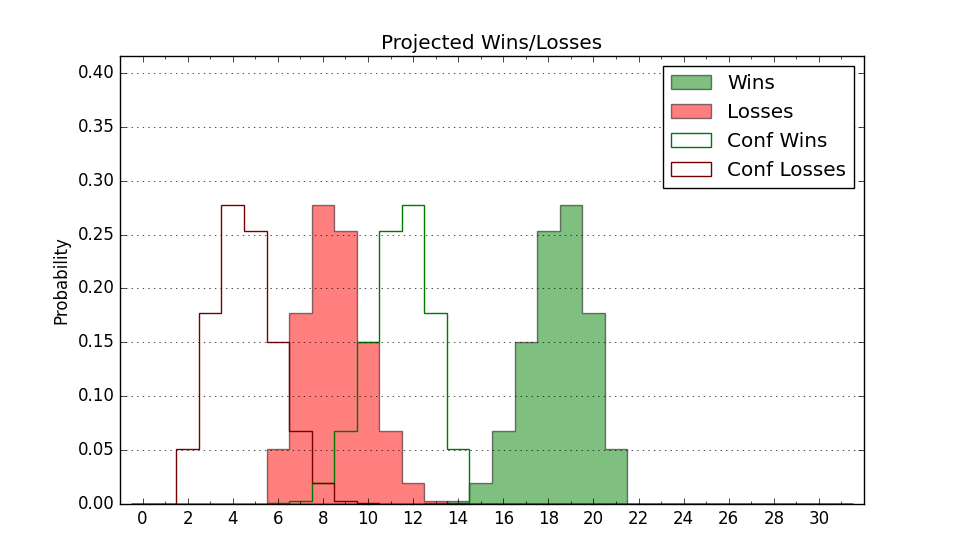 Projected Wins/Losses
Probability
0.40
0.35
0.30
0.25
0.20
0.15
0.10
0.05
0.00
0 2 4 6 8 10 12 14 16 18 20 22 24 26 28 30
Wins
Losses
Conf Wins
Conf Losses